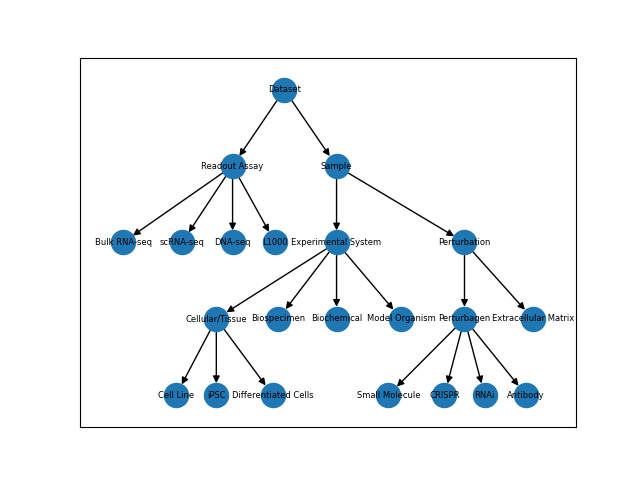 Dataset
Readout Assay
Sample
Bulk RNA-seq
scRNA-seq
DNA-seq
L1000
Experimental System
Perturbation
Cellular/Tissue
Biospecimen
Biochemical
Model Organism
Perturbagen
Extracellular Matrix
Cell Line
iPSC
Differentiated Cells
Small Molecule
CRISPR
RNAi
Antibody